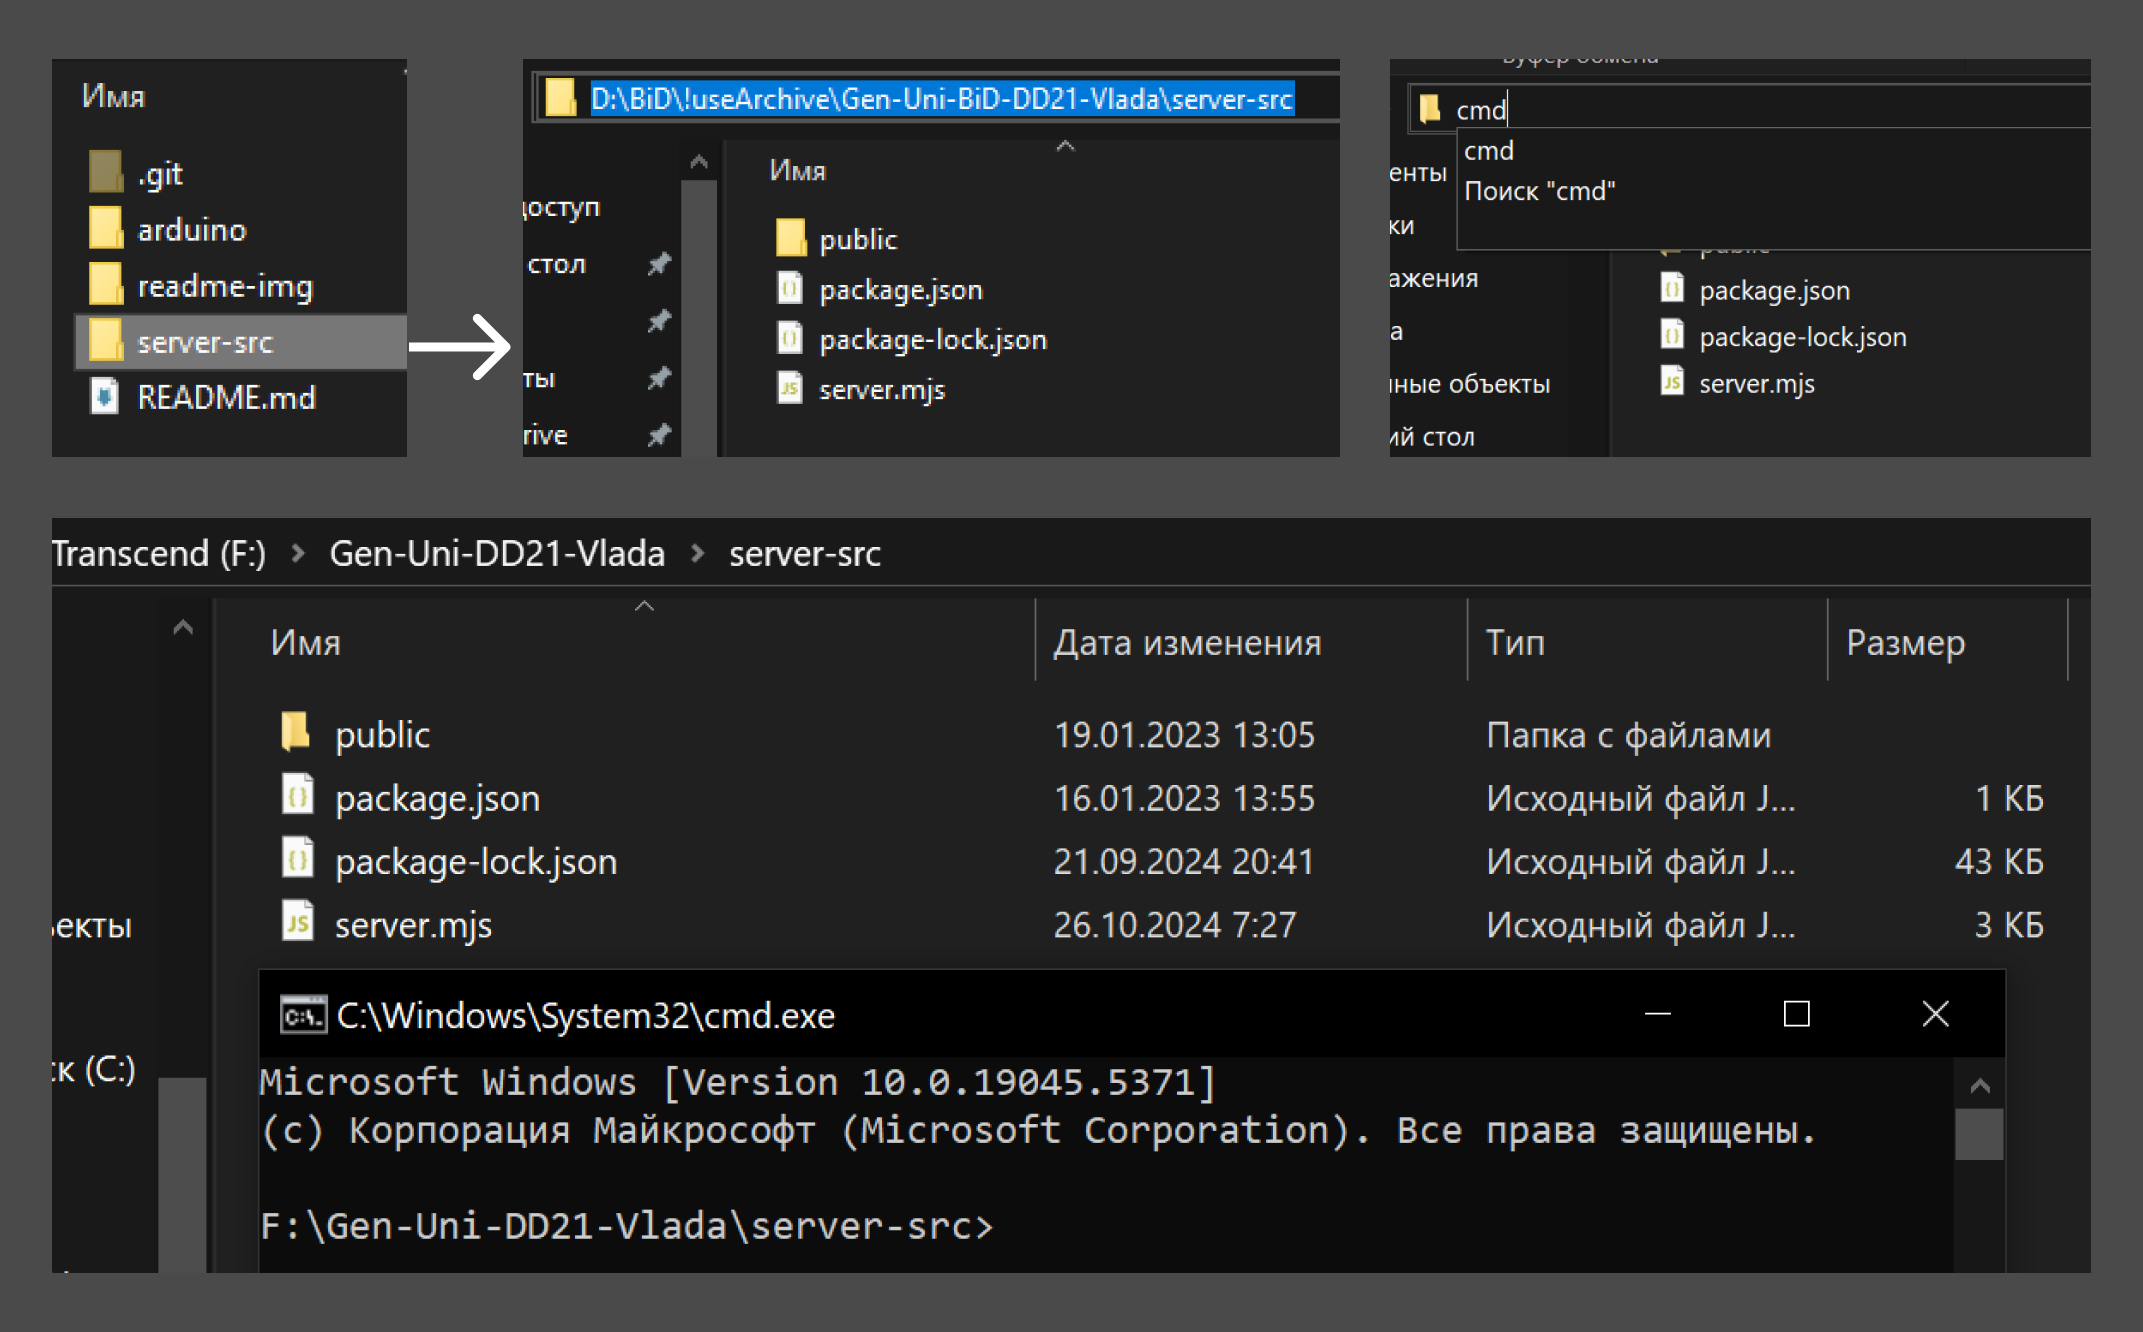 Имя
.git
arduino
readme-img
server-src
README.md
D:\BiD\!useArchive\Gen-Uni-BiD-DD21-Vlada\server-src
Имя
доступ
стол
ты
rive
public
package.json
package-lock.json
server.mjs
Буфер обмена
cmd
cmd
Поиск "cmd"
енты
ки
ажения
а
ные объекты
ий стол
public
package.json
package-lock.json
server.mjs
Transcend (F:) > Gen-Uni-DD21-Vlada > server-src
Имя Дата изменения Тип Размер
public 19.01.2023 13:05 Папка с файлами
package.json 16.01.2023 13:55 Исходный файл J... 1 КБ
package-lock.json 21.09.2024 20:41 Исходный файл J... 43 КБ
server.mjs 26.10.2024 7:27 Исходный файл J... 3 КБ
ъекты
ск (C:)
C:\Windows\System32\cmd.exe
Microsoft Windows [Version 10.0.19045.5371]
(c) Корпорация Майкрософт (Microsoft Corporation). Все права защищены.
F:\Gen-Uni-DD21-Vlada\server-src>